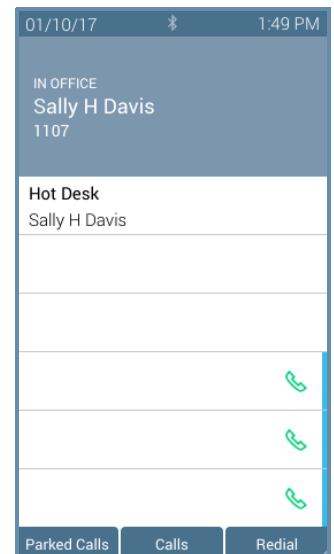 01/10/17 1:49 PM
IN OFFICE
Sally H Davis
1107
Hot Desk
Sally H Davis
Parked Calls Calls Redial